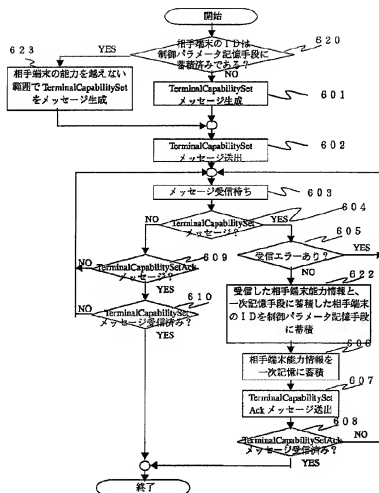 開始
相手端末のＩＤは
制御パラメータ記憶手段に
蓄積済みである？
620
YES
NO
623
相手端末の能力を越えない
範囲でTerminalCapabilitySet
をメッセージ生成
TerminalCapabilitySet
メッセージ生成
601
TerminalCapabilitySet
メッセージ送出
602
メッセージ受信待ち
603
604
NO
TerminalCapabilitySet
メッセージ？
YES
605
609
NO
TerminalCapabilitySetAck
メッセージ？
YES
受信エラーあり？
YES
NO
622
610
NO
TerminalCapabilitySet
メッセージ受信済み？
YES
受信した相手端末能力情報と、
一次記憶手段に蓄積した相手端末
のＩＤを制御パラメータ記憶手段
に蓄積
606
相手端末能力情報を
一次記憶に蓄積
607
TerminalCapabilitySet
Ackメッセージ送出
608
TerminalCapabilitySetAck
メッセージ受信済み？
NO
YES
終了